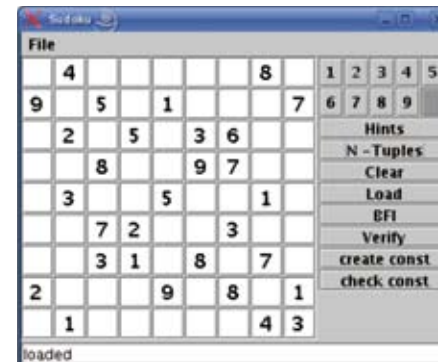 Sudoku
File
4 8
9 5 1 7
2 5 3 6
8 9 7
3 5 1
7 2 3
3 1 8 7
2 9 8 1
1 4 3
1 2 3 4 5
6 7 8 9
Hints
N - Tuples
Clear
Load
BFI
Verify
create const
check const
loaded